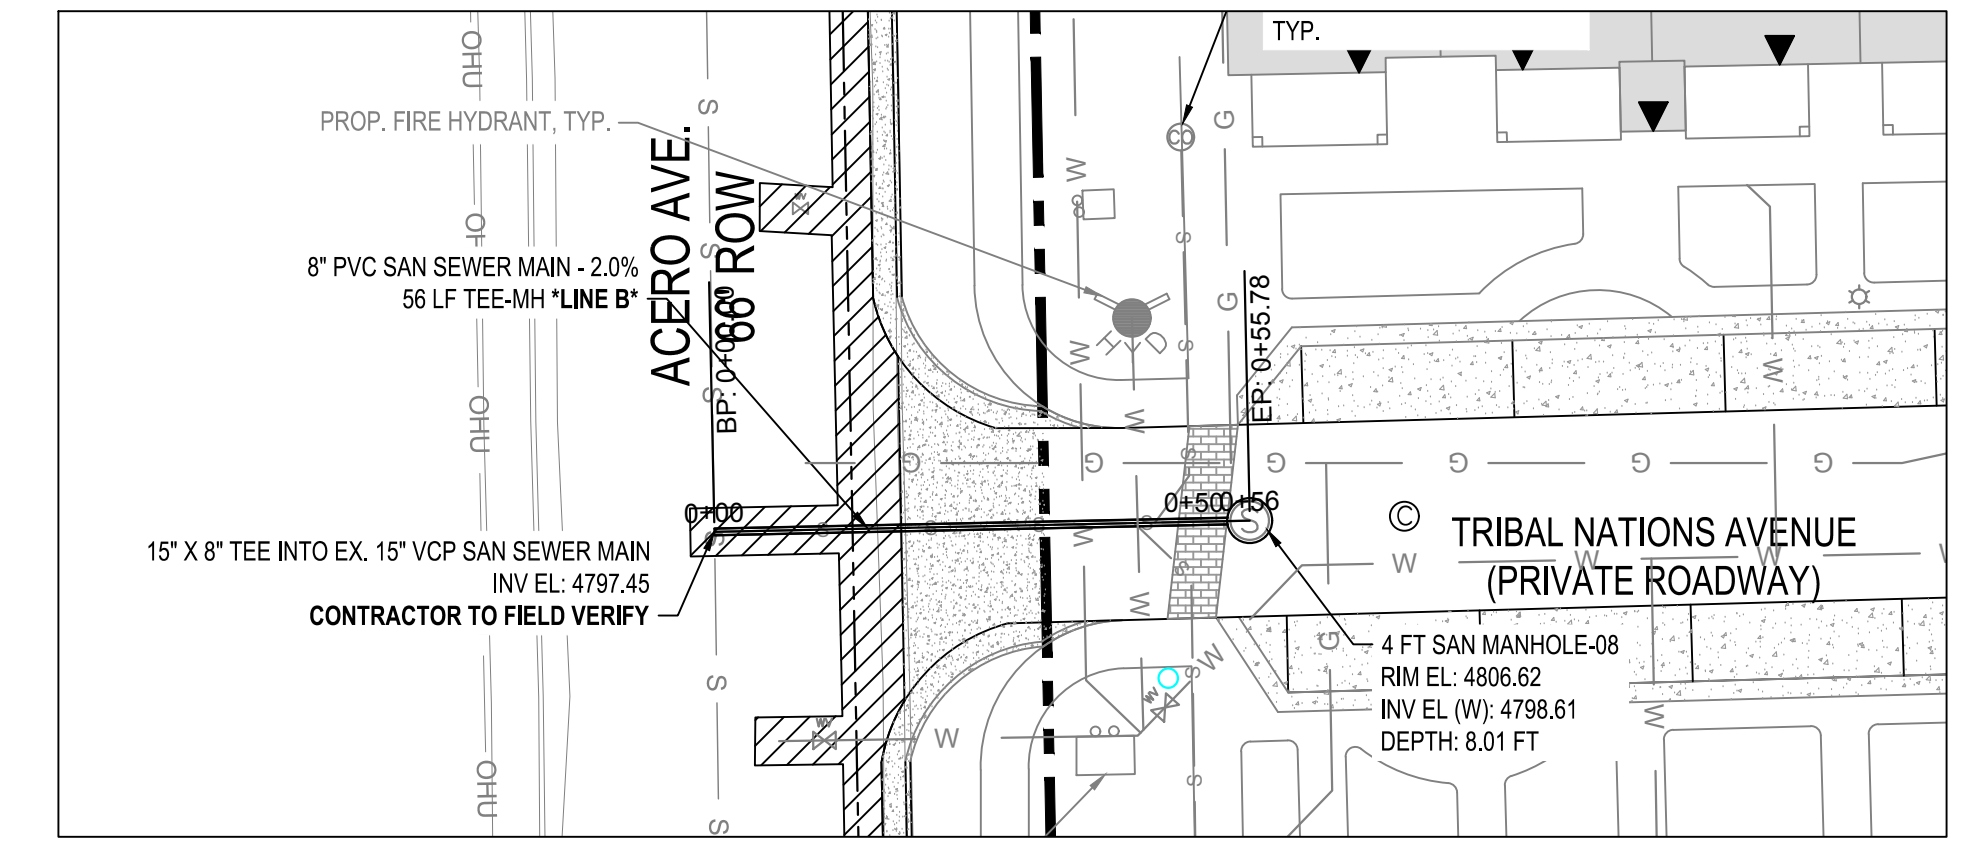 TYP.
PROP. FIRE HYDRANT, TYP.
ACERO AVE.
66' ROW
8" PVC SAN SEWER MAIN - 2.0%
56 LF TEE-MH *LINE B*
BP: 0+00.00
EP: 0+55.78
0+00
0+50
0+56
15" X 8" TEE INTO EX. 15" VCP SAN SEWER MAIN
INV EL: 4797.45
CONTRACTOR TO FIELD VERIFY
© TRIBAL NATIONS AVENUE
(PRIVATE ROADWAY)
4 FT SAN MANHOLE-08
RIM EL: 4806.62
INV EL (W): 4798.61
DEPTH: 8.01 FT
OHU
OHU
OHU
CO
HYD
S
S
S
S
S
G
G
G
G
G
G
G
G
W
W
W
W
W
W
W
W
W
WV
WV
WV